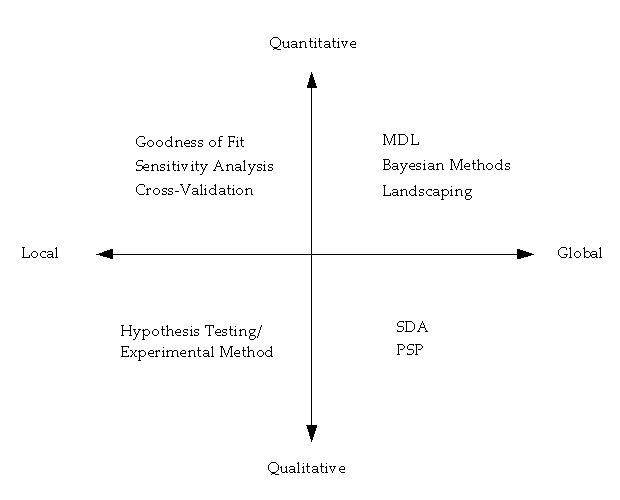 Quantitative
Goodness of Fit
Sensitivity Analysis
Cross-Validation
MDL
Bayesian Methods
Landscaping
Local
Global
Hypothesis Testing/
Experimental Method
SDA
PSP
Qualitative